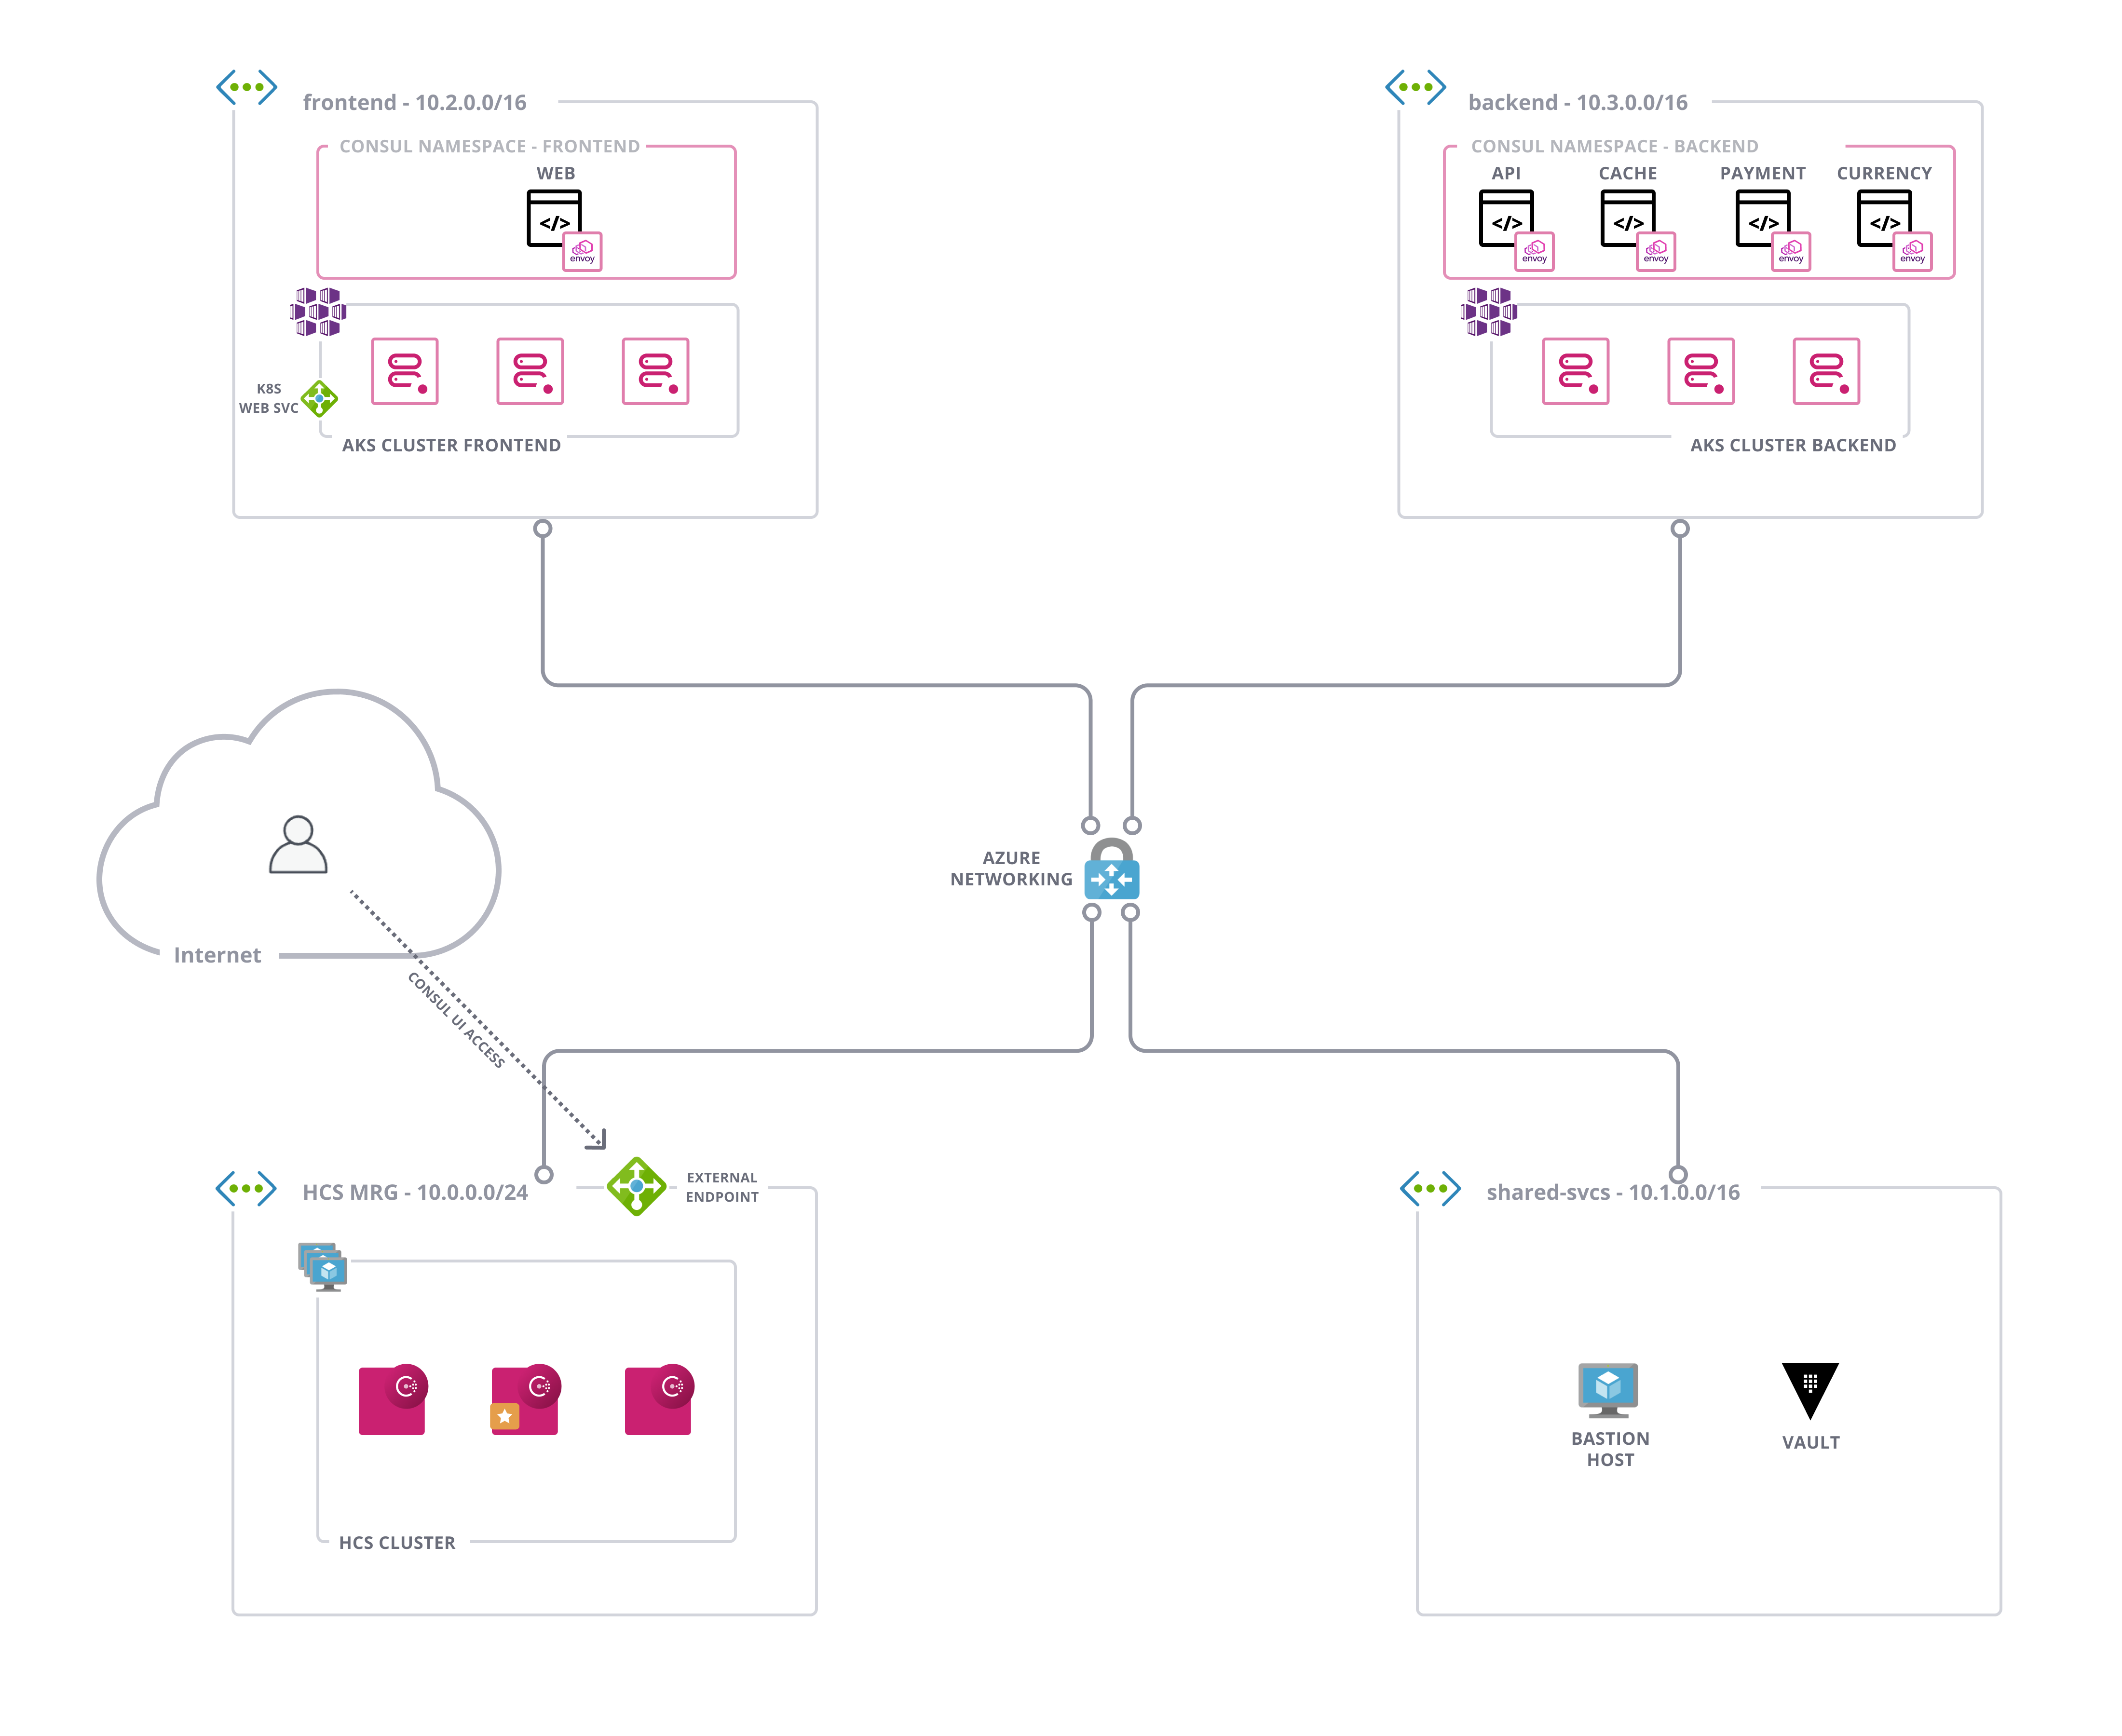 frontend - 10.2.0.0/16
CONSUL NAMESPACE - FRONTEND
WEB
</>
envoy
K8S
WEB SVC
AKS CLUSTER FRONTEND
backend - 10.3.0.0/16
CONSUL NAMESPACE - BACKEND
API
CACHE
PAYMENT
CURRENCY
</>
</>
</>
</>
envoy
envoy
envoy
envoy
AKS CLUSTER BACKEND
AZURE
NETWORKING
Internet
CONSUL UI ACCESS
HCS MRG - 10.0.0.0/24
EXTERNAL
ENDPOINT
HCS CLUSTER
shared-svcs - 10.1.0.0/16
BASTION
HOST
VAULT